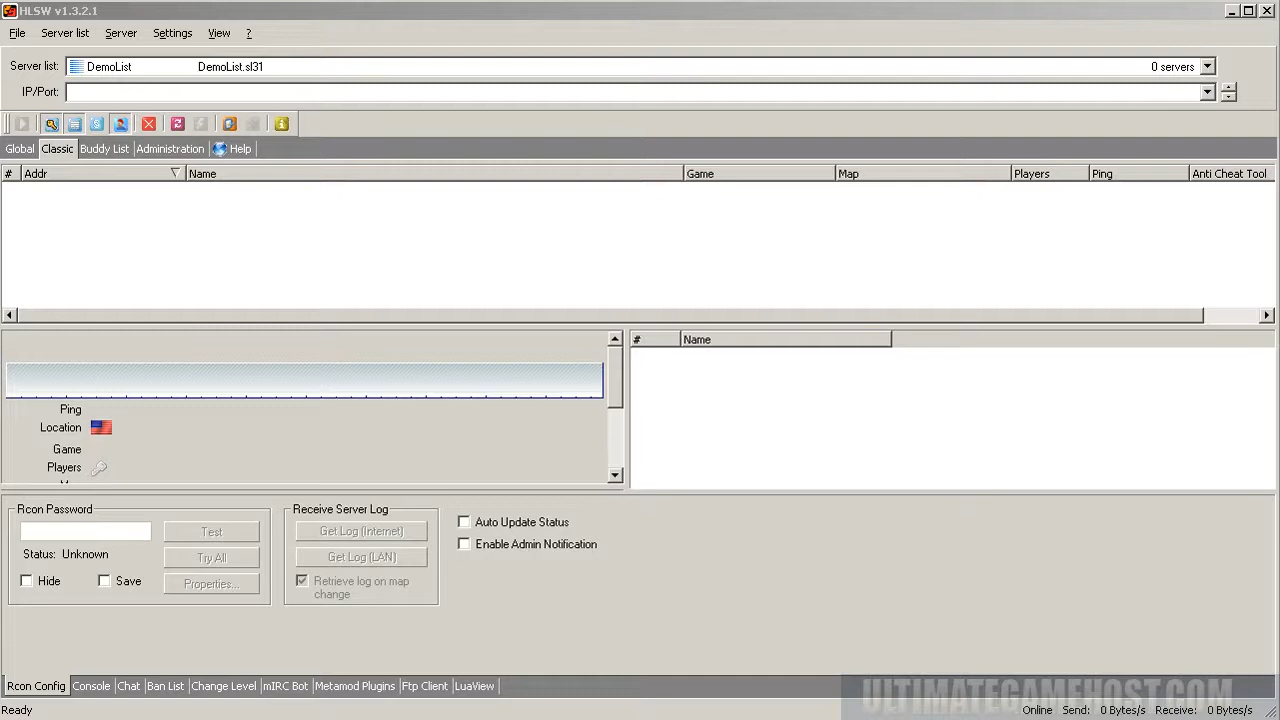 HLSW v1.3.2.1
File Server list Server Settings View ?
Server list: DemoList DemoList.sl31 0 servers
IP/Port:
Global Classic Buddy List Administration Help
# Addr Name Game Map Players Ping Anti Cheat Tool
# Name
Ping
Location
Game
Players
Rcon Password
Test
Status: Unknown
Try All
Hide Save Properties...
Receive Server Log
Get Log (Internet)
Get Log (LAN)
Retrieve log on map
change
Auto Update Status
Enable Admin Notification
Rcon Config Console Chat Ban List Change Level mIRC Bot Metamod Plugins Ftp Client LuaView
ULTIMATEGAMEHOST.COM
Ready Online Send: 0 Bytes/s Receive: 0 Bytes/s